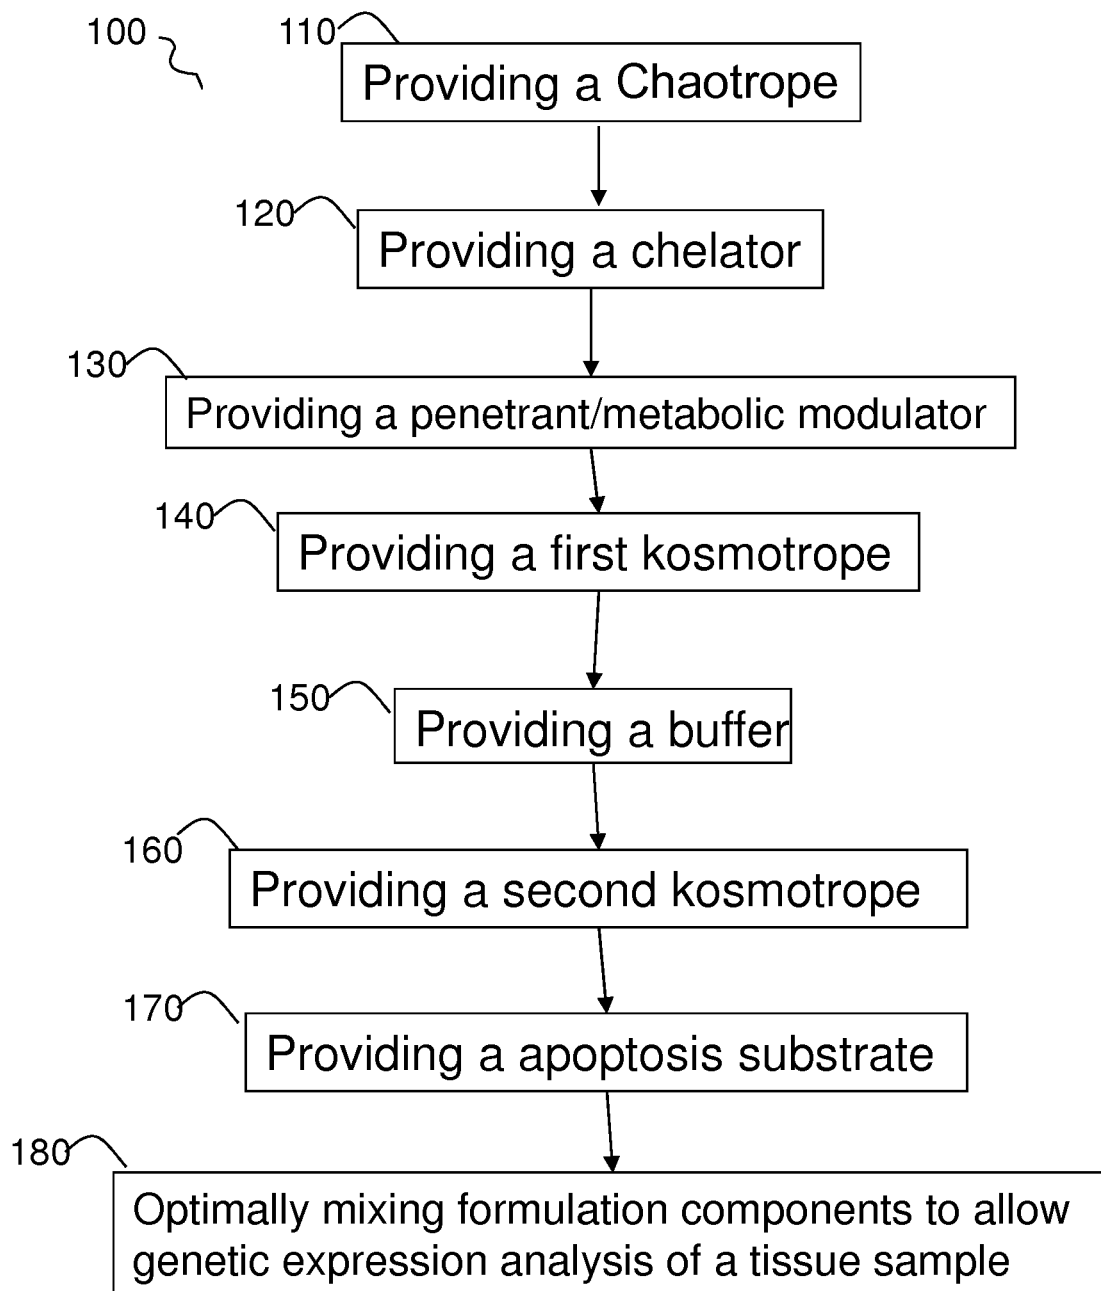 100
110
Providing a Chaotrope
120
Providing a chelator
130
Providing a penetrant/metabolic modulator
140
Providing a first kosmotrope
150
Providing a buffer
160
Providing a second kosmotrope
170
Providing a apoptosis substrate
180
Optimally mixing formulation components to allow
genetic expression analysis of a tissue sample